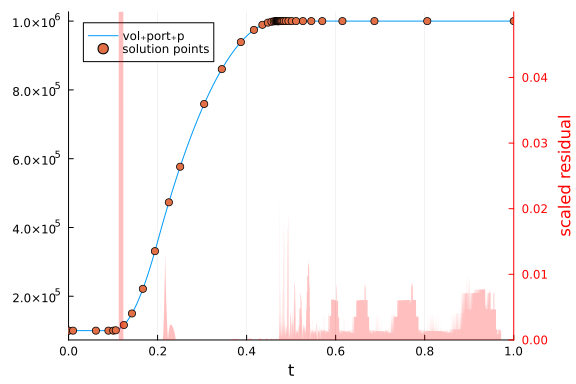 1.0×10⁶
8.0×10⁵
6.0×10⁵
4.0×10⁵
2.0×10⁵
vol₊port₊p
solution points
0.04
0.03
0.02
0.01
0.00
scaled residual
0.0 0.2 0.4 0.6 0.8 1.0
t